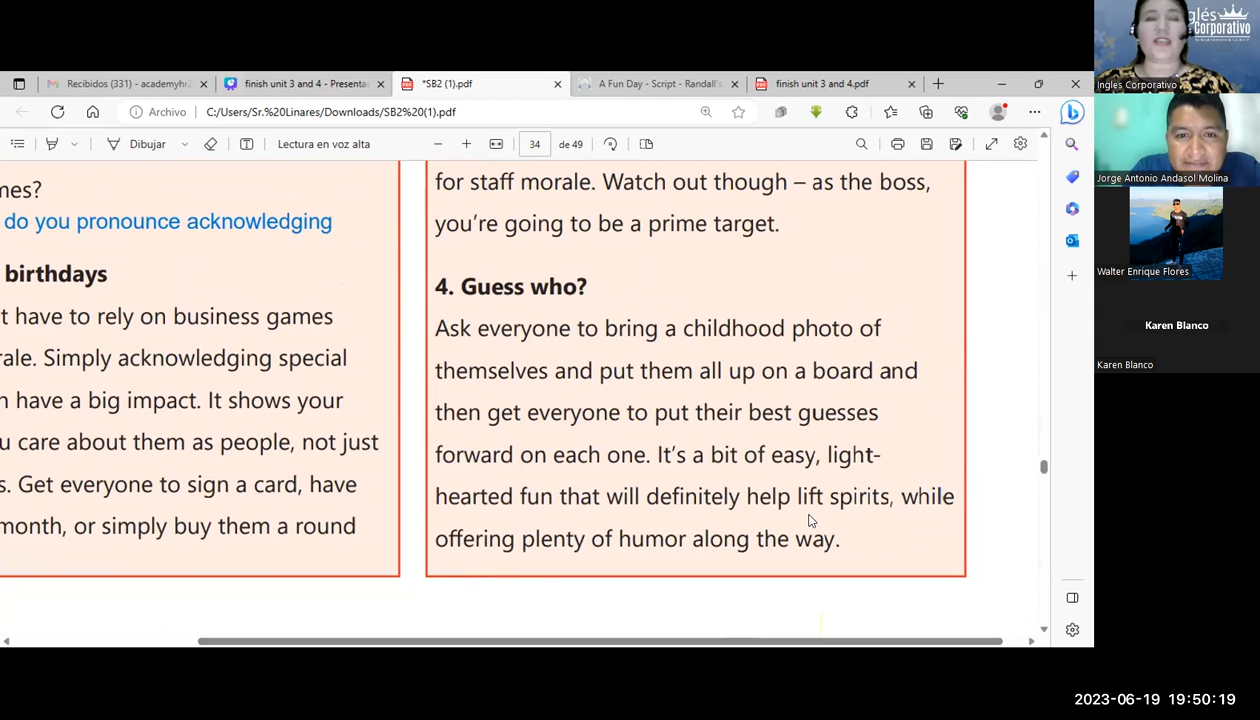 Recibidos (331) - academyhr
finish unit 3 and 4 - Presenta
*SB2 (1).pdf
A Fun Day - Script - Randall's
finish unit 3 and 4.pdf
Archivo
C:/Users/Sr.%20Linares/Downloads/SB2%20(1).pdf
Dibujar
Lectura en voz alta
34
de 49
mes?
do you pronounce acknowledging
birthdays
t have to rely on business games
rale. Simply acknowledging special
n have a big impact. It shows your
u care about them as people, not just
s. Get everyone to sign a card, have
month, or simply buy them a round
for staff morale. Watch out though – as the boss,
you're going to be a prime target.
4. Guess who?
Ask everyone to bring a childhood photo of
themselves and put them all up on a board and
then get everyone to put their best guesses
forward on each one. It's a bit of easy, light-
hearted fun that will definitely help lift spirits, while
offering plenty of humor along the way.
glés
Corporativo
Inglés Corporativo
Jorge Antonio Andasol Molina
Walter Enrique Flores
Karen Blanco
Karen Blanco
2023-06-19 19:50:19